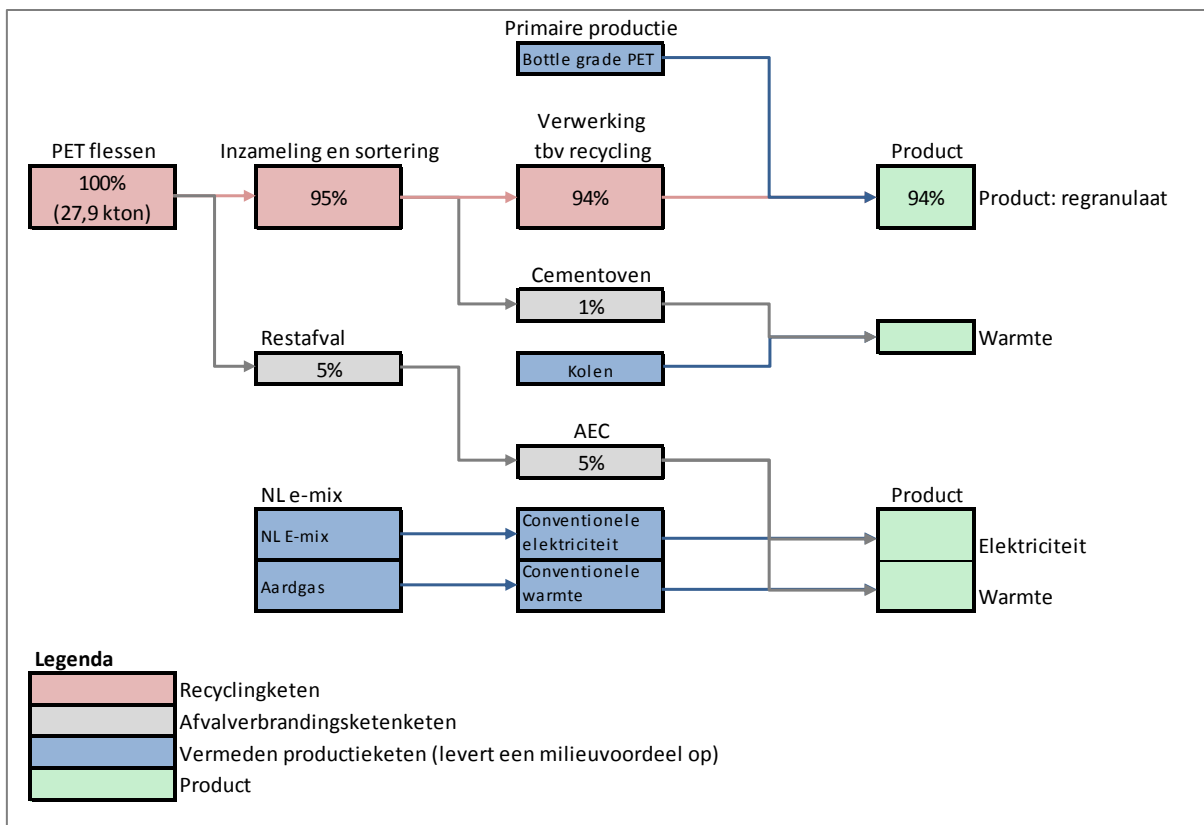 Primaire productie
Bottle grade PET
Verwerking
tbv recycling
PET flessen
Inzameling en sortering
Product
100%
(27,9 kton)
95%
94%
94%
Product: regranulaat
Cementoven
1%
Restafval
Warmte
5%
Kolen
AEC
5%
NL e-mix
Product
NL E-mix
Conventionele
elektriciteit
Elektriciteit
Aardgas
Conventionele
warmte
Warmte
Legenda
Recyclingketen
Afvalverbrandingsketenketen
Vermeden productieketen (levert een milieuvoordeel op)
Product